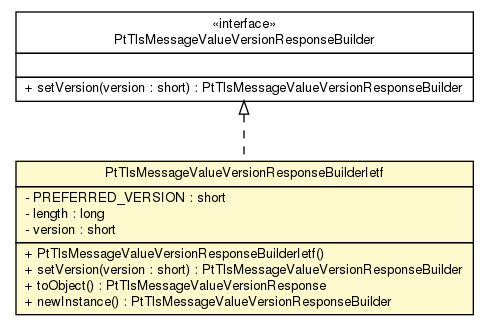 «interface»
PtTlsMessageValueVersionResponseBuilder
+ setVersion(version : short) : PtTlsMessageValueVersionResponseBuilder
PtTlsMessageValueVersionResponseBuilderIetf
- PREFERRED_VERSION : short
- length : long
- version : short
+ PtTlsMessageValueVersionResponseBuilderIetf()
+ setVersion(version : short) : PtTlsMessageValueVersionResponseBuilder
+ toObject() : PtTlsMessageValueVersionResponse
+ newInstance() : PtTlsMessageValueVersionResponseBuilder